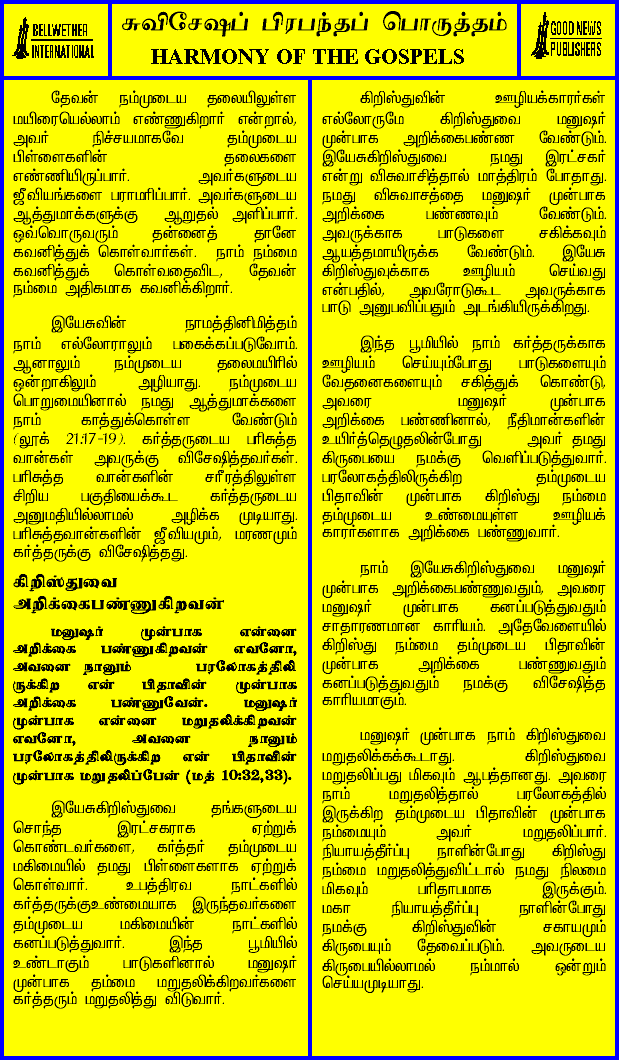 BELLWETHER
INTERNATIONAL
சுவிசேஷப் பிரபந்தப் பொருத்தம்
HARMONY OF THE GOSPELS
GOOD NEWS
PUBLISHERS
தேவன் நம்முடைய தலையிலுள்ள
மயிரையெல்லாம் எண்ணுகிறார் என்றால்,
அவர் நிச்சயமாகவே தம்முடைய
பிள்ளைகளின் தலைகளை
எண்ணியிருப்பார். அவர்களுடைய
ஜீவியங்களை பராமரிப்பார். அவர்களுடைய
ஆத்துமாக்களுக்கு ஆறுதல் அளிப்பார்.
ஒவ்வொருவரும் தன்னைத் தானே
கவனித்துக் கொள்வார்கள். நாம் நம்மை
கவனித்துக் கொள்வதைவிட, தேவன்
நம்மை அதிகமாக கவனிக்கிறார்.
இயேசுவின் நாமத்தினிமித்தம்
நாம் எல்லோராலும் பகைக்கப்படுவோம்.
ஆனாலும் நம்முடைய தலைமயிரில்
ஒன்றாகிலும் அழியாது. நம்முடைய
பொறுமையினால் நமது ஆத்துமாக்களை
நாம் காத்துக்கொள்ள வேண்டும்
(லூக் 21:17-19). கர்த்தருடைய பரிசுத்த
வான்கள் அவருக்கு விசேஷித்தவர்கள்.
பரிசுத்த வான்களின் சரீரத்திலுள்ள
சிறிய பகுதியைக்கூட கர்த்தருடைய
அனுமதியில்லாமல் அழிக்க முடியாது.
பரிசுத்தவான்களின் ஜீவியமும், மரணமும்
கர்த்தருக்கு விசேஷித்தது.
கிறிஸ்துவை
அறிக்கைபண்ணுகிறவன்
மனுஷர் முன்பாக என்னை
அறிக்கை பண்ணுகிறவன் எவனோ,
அவனை நானும் பரலோகத்திலி
ருக்கிற என் பிதாவின் முன்பாக
அறிக்கை பண்ணுவேன். மனுஷர்
முன்பாக என்னை மறுதலிக்கிறவன்
எவனோ, அவனை நானும்
பரலோகத்திலிருக்கிற என் பிதாவின்
முன்பாக மறுதலிப்பேன் (மத் 10:32,33).
இயேசுகிறிஸ்துவை தங்களுடைய
சொந்த இரட்சகராக ஏற்றுக்
கொண்டவர்களை, கர்த்தர் தம்முடைய
மகிமையில் தமது பிள்ளைகளாக ஏற்றுக்
கொள்வார். உபத்திரவ நாட்களில்
கர்த்தருக்குஉண்மையாக இருந்தவர்களை
தம்முடைய மகிமையின் நாட்களில்
கனப்படுத்துவார். இந்த பூமியில்
உண்டாகும் பாடுகளினால் மனுஷர்
முன்பாக தம்மை மறுதலிக்கிறவர்களை
கர்த்தரும் மறுதலித்து விடுவார்.
கிறிஸ்துவின் ஊழியக்காரர்கள்
எல்லோருமே கிறிஸ்துவை மனுஷர்
முன்பாக அறிக்கைபண்ண வேண்டும்.
இயேசுகிறிஸ்துவை நமது இரட்சகர்
என்று விசுவாசித்தால் மாத்திரம் போதாது.
நமது விசுவாசத்தை மனுஷர் முன்பாக
அறிக்கை பண்ணவும் வேண்டும்.
அவருக்காக பாடுகளை சகிக்கவும்
ஆயத்தமாயிருக்க வேண்டும். இயேசு
கிறிஸ்துவுக்காக ஊழியம் செய்வது
என்பதில், அவரோடுகூட அவருக்காக
பாடு அனுபவிப்பதும் அடங்கியிருக்கிறது.
இந்த பூமியில் நாம் கர்த்தருக்காக
ஊழியம் செய்யும்போது பாடுகளையும்
வேதனைகளையும் சகித்துக் கொண்டு,
அவரை மனுஷர் முன்பாக
அறிக்கை பண்ணினால், நீதிமான்களின்
உயிர்த்தெழுதலின்போது அவர் தமது
கிருபையை நமக்கு வெளிப்படுத்துவார்.
பரலோகத்திலிருக்கிற தம்முடைய
பிதாவின் முன்பாக கிறிஸ்து நம்மை
தம்முடைய உண்மையுள்ள ஊழியக்
காரர்களாக அறிக்கை பண்ணுவார்.
நாம் இயேசுகிறிஸ்துவை மனுஷர்
முன்பாக அறிக்கைபண்ணுவதும், அவரை
மனுஷர் முன்பாக கனப்படுத்துவதும்
சாதாரணமான காரியம். அதேவேளையில்
கிறிஸ்து நம்மை தம்முடைய பிதாவின்
முன்பாக அறிக்கை பண்ணுவதும்
கனப்படுத்துவதும் நமக்கு விசேஷித்த
காரியமாகும்.
மனுஷர் முன்பாக நாம் கிறிஸ்துவை
மறுதலிக்கக்கூடாது. கிறிஸ்துவை
மறுதலிப்பது மிகவும் ஆபத்தானது. அவரை
நாம் மறுதலித்தால் பரலோகத்தில்
இருக்கிற தம்முடைய பிதாவின் முன்பாக
நம்மையும் அவர் மறுதலிப்பார்.
நியாயத்தீர்ப்பு நாளின்போது கிறிஸ்து
நம்மை மறுதலித்துவிட்டால் நமது நிலமை
மிகவும் பரிதாபமாக இருக்கும்.
மகா நியாயத்தீர்ப்பு நாளின்போது
நமக்கு கிறிஸ்துவின் சகாயமும்
கிருபையும் தேவைப்படும். அவருடைய
கிருபையில்லாமல் நம்மால் ஒன்றும்
செய்யமுடியாது.